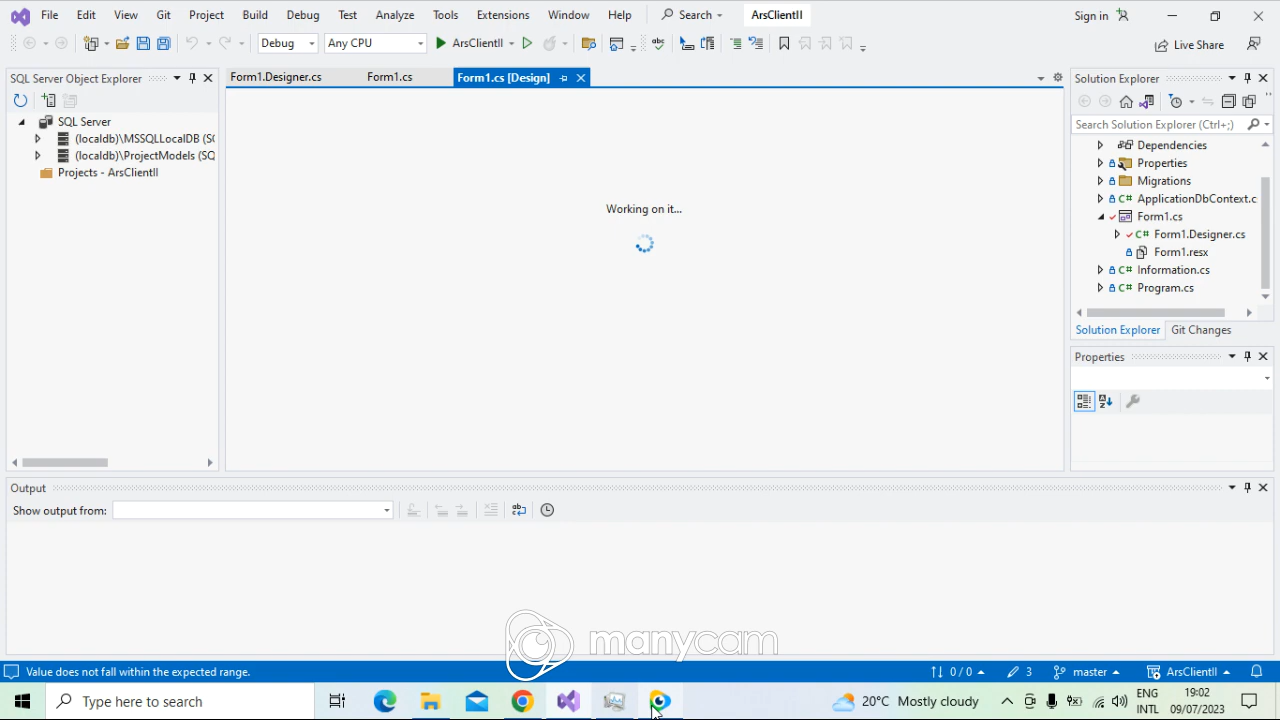 File Edit View Git Project Build Debug Test Analyze Tools Extensions Window Help Search ArsClientII Sign in
Debug Any CPU ArsClientII Live Share
SQL Server Object Explorer
SQL Server
(localdb)\MSSQLLocalDB (SQ
(localdb)\ProjectModels (SQ
Projects - ArsClientII
Form1.Designer.cs Form1.cs Form1.cs [Design]
Working on it...
Solution Explorer
Search Solution Explorer (Ctrl+;)
Dependencies
Properties
Migrations
ApplicationDbContext.c
Form1.cs
Form1.Designer.cs
Form1.resx
Information.cs
Program.cs
Solution Explorer Git Changes
Properties
Output
Show output from:
manycam
Value does not fall within the expected range. 0 / 0 3 master ArsClientII
Type here to search 20°C Mostly cloudy ENG 19:02
INTL 09/07/2023